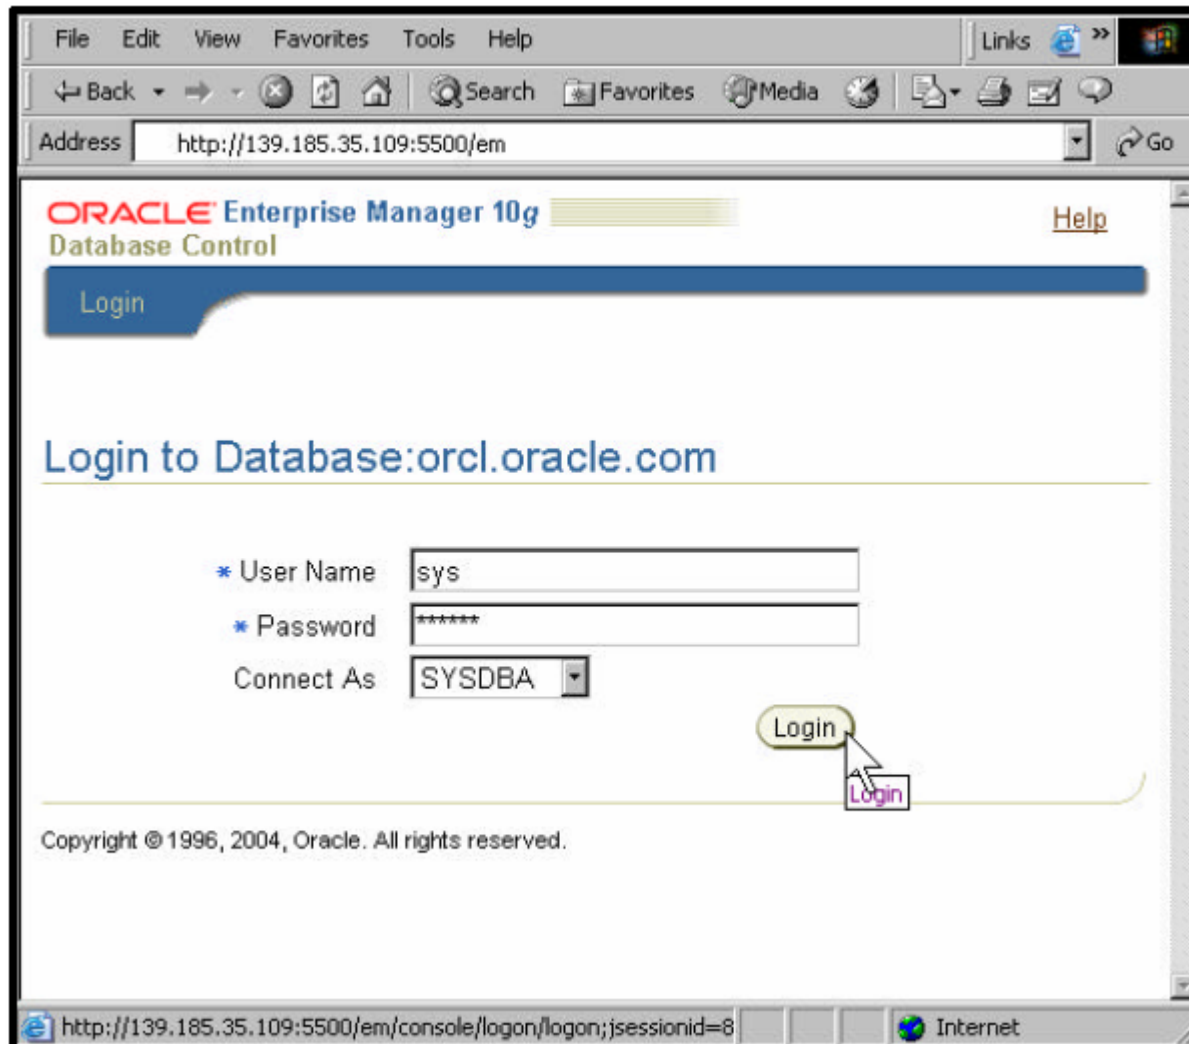 File Edit View Favorites Tools Help Links »
Back Search Favorites Media
Address http://139.185.35.109:5500/em Go
ORACLE Enterprise Manager 10g Help
Database Control
Login
Login to Database:orcl.oracle.com
* User Name sys
* Password ******
Connect As SYSDBA
Login
Login
Copyright © 1996, 2004, Oracle. All rights reserved.
http://139.185.35.109:5500/em/console/logon/logon;jsessionid=8 Internet